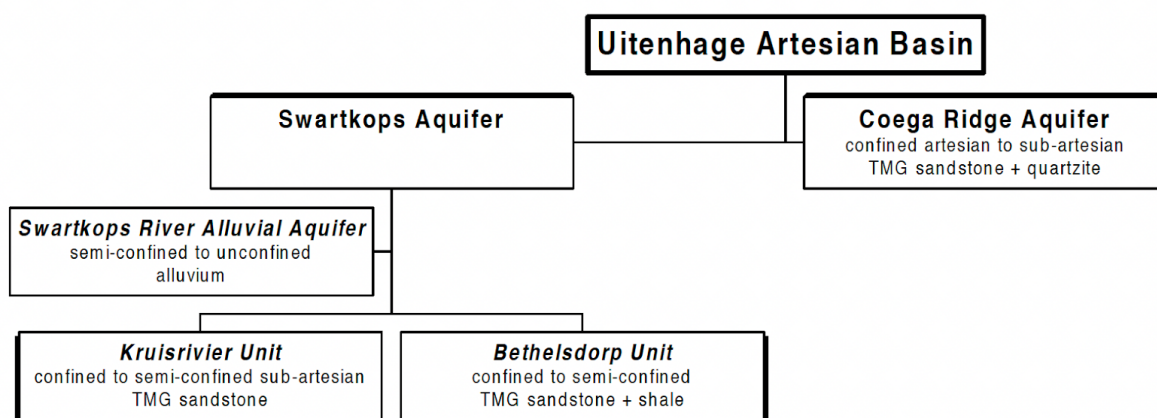 Uitenhage Artesian Basin
Swartkops Aquifer
Coega Ridge Aquifer
confined artesian to sub-artesian
TMG sandstone + quartzite
Swartkops River Alluvial Aquifer
semi-confined to unconfined
alluvium
Kruisrivier Unit
confined to semi-confined sub-artesian
TMG sandstone
Bethelsdorp Unit
confined to semi-confined
TMG sandstone + shale